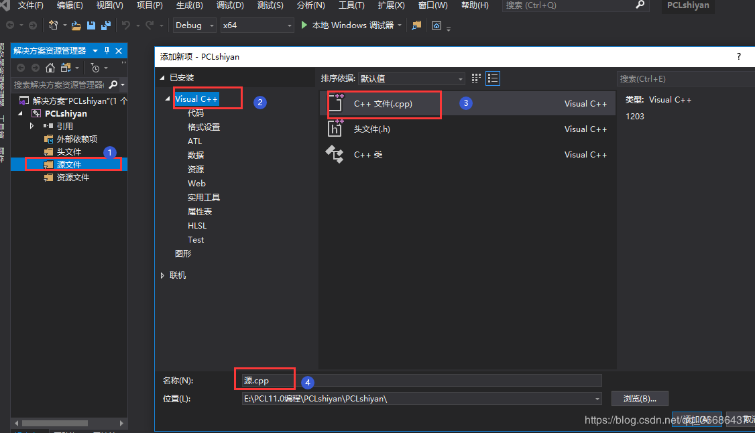 文件(F) 编辑(E) 视图(V) 项目(P) 生成(B) 调试(D) 测试(S) 分析(N) 工具(T) 扩展(X) 窗口(W) 帮助(H) 搜索 (Ctrl+Q) PCLshiyan
Debug x64 本地 Windows 调试器
解决方案资源管理器
搜索解决方案资源管理器(
解决方案"PCLshiyan"(1 个
PCLshiyan
引用
外部依赖项
头文件
1
源文件
资源文件
添加新项 - PCLshiyan ?
已安装
Visual C++
2
代码
格式设置
ATL
数据
资源
Web
实用工具
属性表
HLSL
Test
图形
联机
排序依据: 默认值
C++ 文件(.cpp) 3 Visual C++
头文件(.h) Visual C++
C++ 类 Visual C++
搜索(Ctrl+E)
类型: Visual C++
1203
名称(N): 源.cpp
4
位置(L): E:\PCL11.0编程\PCLshiyan\PCLshiyan\ 浏览(B)...